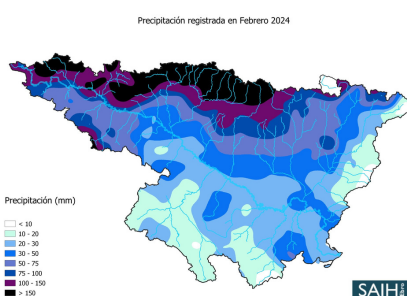 Precipitación registrada en Febrero 2024
Precipitación (mm)
< 10
10 - 20
20 - 30
30 - 50
50 - 75
75 - 100
100 - 150
> 150
SAIH